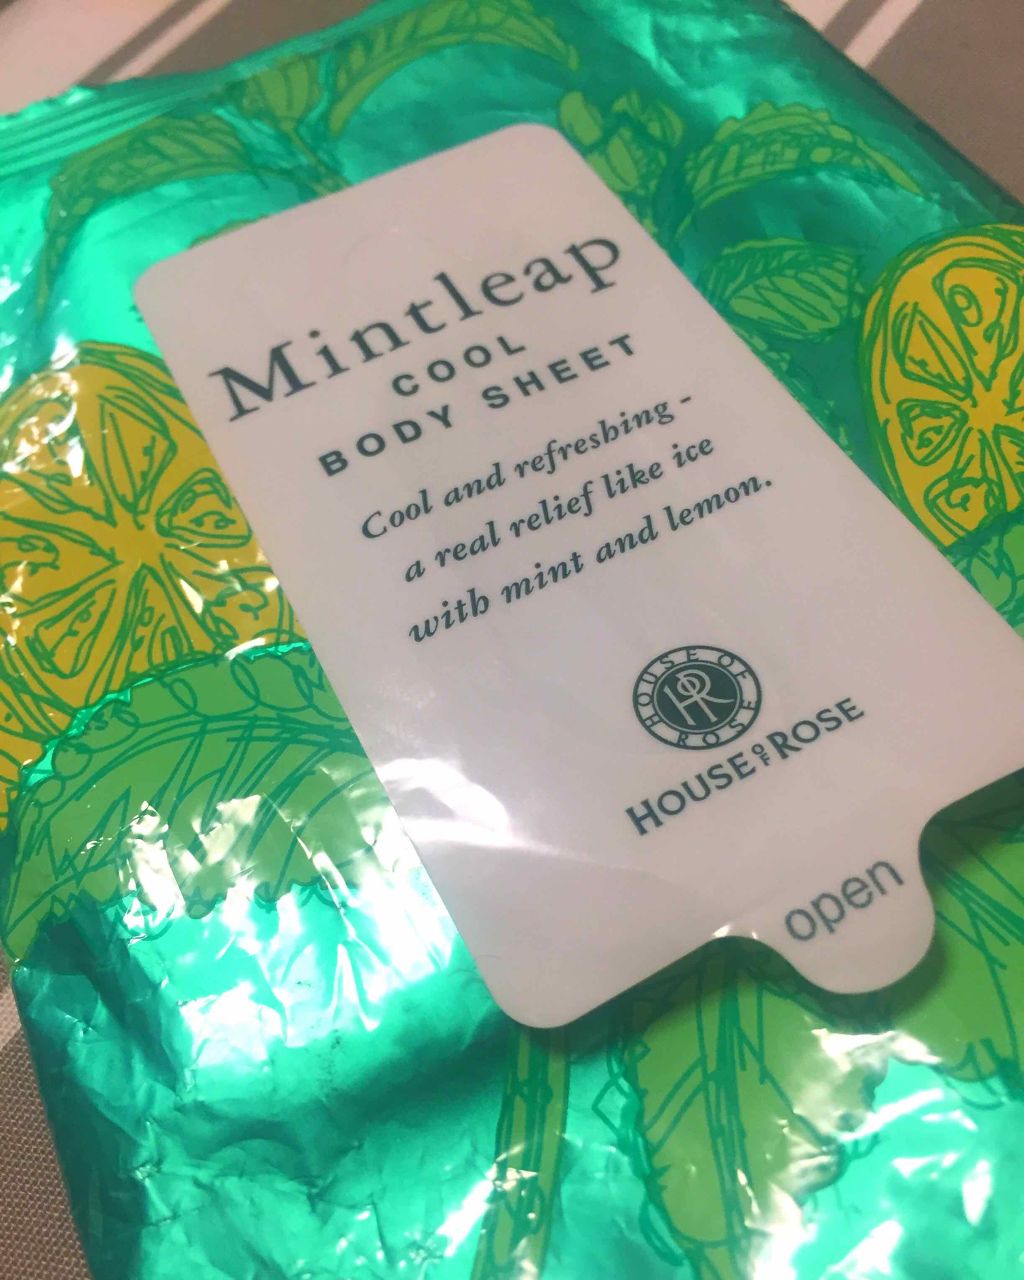 Mintleap
COOL
BODY SHEET
Cool and refreshing -
a real relief like ice
with mint and lemon.
HOUSE OF
HR
ROSE
HOUSE OF ROSE
open